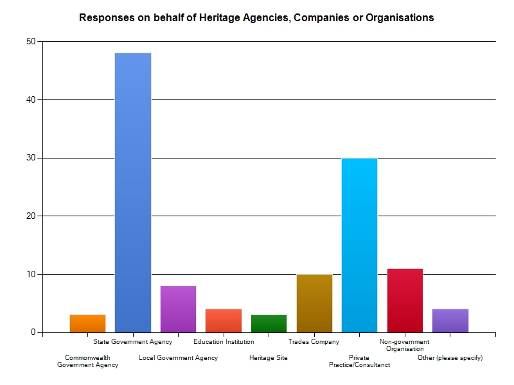 Responses on behalf of Heritage Agencies, Companies or Organisations
50
40
30
20
10
0
State Government Agency
Education Institution
Trades Company
Non-government
Organisation
Commonwealth
Government Agency
Local Government Agency
Heritage Site
Private
Practice/Consultanct
Other (please specify)